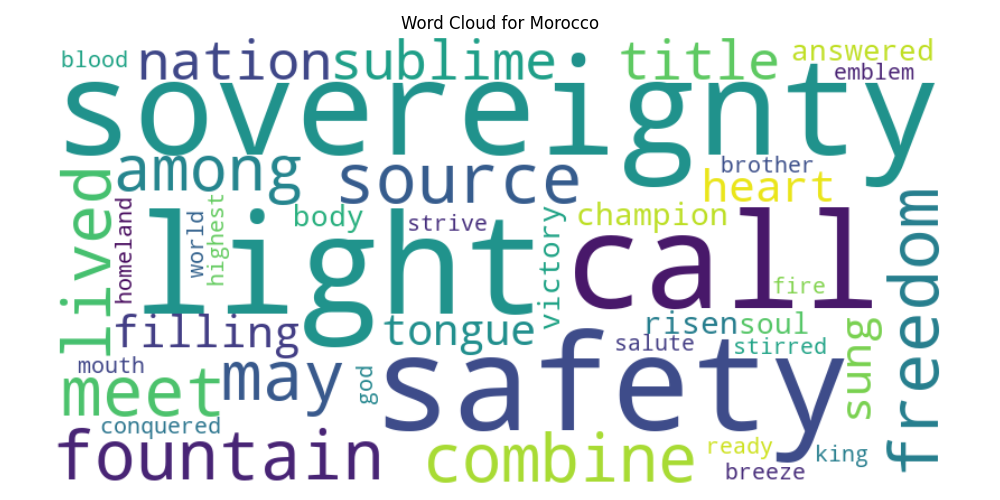 Word Cloud for Morocco
blood
nation
sublime
title
answered
emblem
sovereignty
among
source
brother
heart
lived
homeland
world
highest
body
strive
victory
champion
light
call
fire
freedom
filling
tongue
risen
soul
salute
stirred
sung
mouth
meet
may
god
safety
conquered
fountain
combine
ready
king
breeze